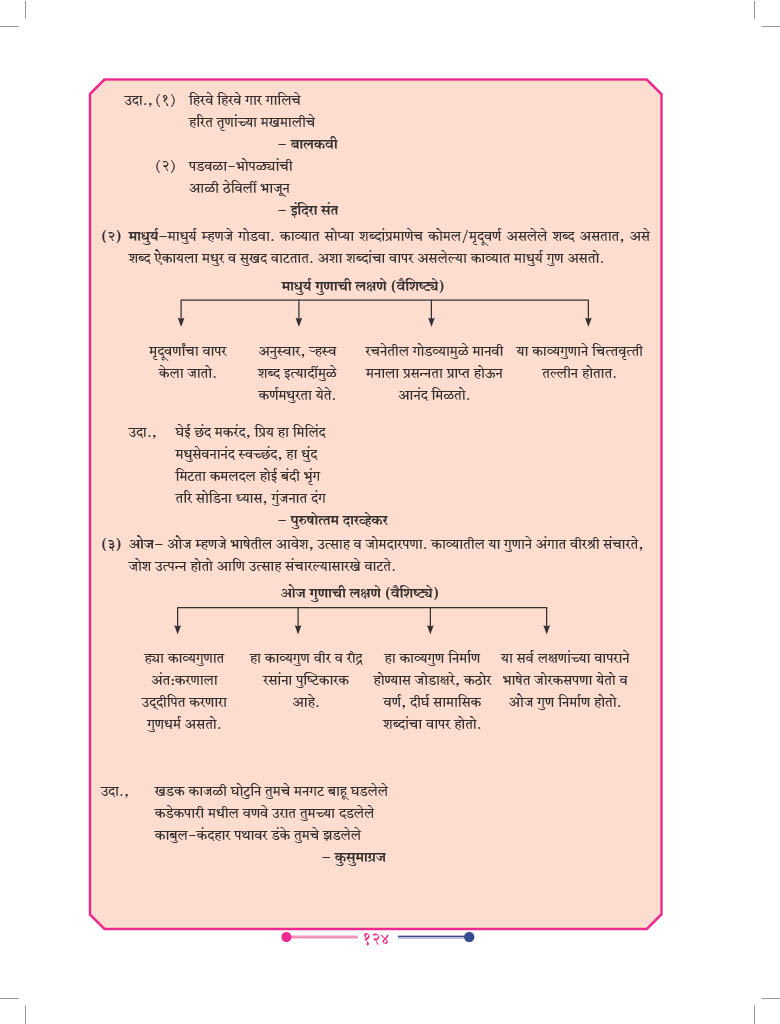 उदा., (१) हिरवे हिरवे गार गालिचे
हरित तृणांच्या मखमालीचे
– बालकवी
(२) पडवळा-भोपळ्यांची
आळी ठेविलीं भाजून
– इंदिरा संत
(२) माधुर्य–माधुर्य म्हणजे गोडवा. काव्यात सोप्या शब्दांप्रमाणेच कोमल/मृदूवर्ण असलेले शब्द असतात, असे
शब्द ऐकायला मधुर व सुखद वाटतात. अशा शब्दांचा वापर असलेल्या काव्यात माधुर्य गुण असतो.
माधुर्य गुणाची लक्षणे (वैशिष्ट्ये)
मृदूवर्णांचा वापर
केला जातो.
अनुस्वार, ऱ्हस्व
शब्द इत्यादींमुळे
कर्णमधुरता येते.
रचनेतील गोडव्यामुळे मानवी
मनाला प्रसन्नता प्राप्त होऊन
आनंद मिळतो.
या काव्यगुणाने चित्तवृत्ती
तल्लीन होतात.
उदा., घेई छंद मकरंद, प्रिय हा मिलिंद
मधुसेवनानंद स्वच्छंद, हा धुंद
मिटता कमलदल होई बंदी भृंग
तरि सोडिना ध्यास, गुंजनात दंग
– पुरुषोत्तम दारव्हेकर
(३) ओज– ओज म्हणजे भाषेतील आवेश, उत्साह व जोमदारपणा. काव्यातील या गुणाने अंगात वीरश्री संचारते,
जोश उत्पन्न होतो आणि उत्साह संचारल्यासारखे वाटते.
ओज गुणाची लक्षणे (वैशिष्ट्ये)
ह्या काव्यगुणात
अंत:करणाला
उद्‌दीपित करणारा
गुणधर्म असतो.
हा काव्यगुण वीर व रौद्र
रसांना पुष्टिकारक
आहे.
हा काव्यगुण निर्माण
होण्यास जोडाक्षरे, कठोर
वर्ण, दीर्घ सामासिक
शब्दांचा वापर होतो.
या सर्व लक्षणांच्या वापराने
भाषेत जोरकसपणा येतो व
ओज गुण निर्माण होतो.
उदा., खडक काजळी घोटुनि तुमचे मनगट बाहू घडलेले
कडेकपारी मधील वणवे उरात तुमच्या दडलेले
काबुल-कंदहार पथावर डंके तुमचे झडलेले
– कुसुमाग्रज
१२४